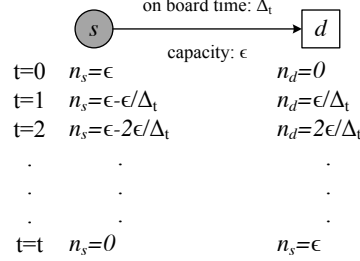 on board time: Δt
s
d
capacity: ϵ
t=0 ns=ϵ nd=0
t=1 ns=ϵ-ϵ/Δt nd=ϵ/Δt
t=2 ns=ϵ-2ϵ/Δt nd=2ϵ/Δt
. . .
. . .
. . .
t=t ns=0 nd=ϵ